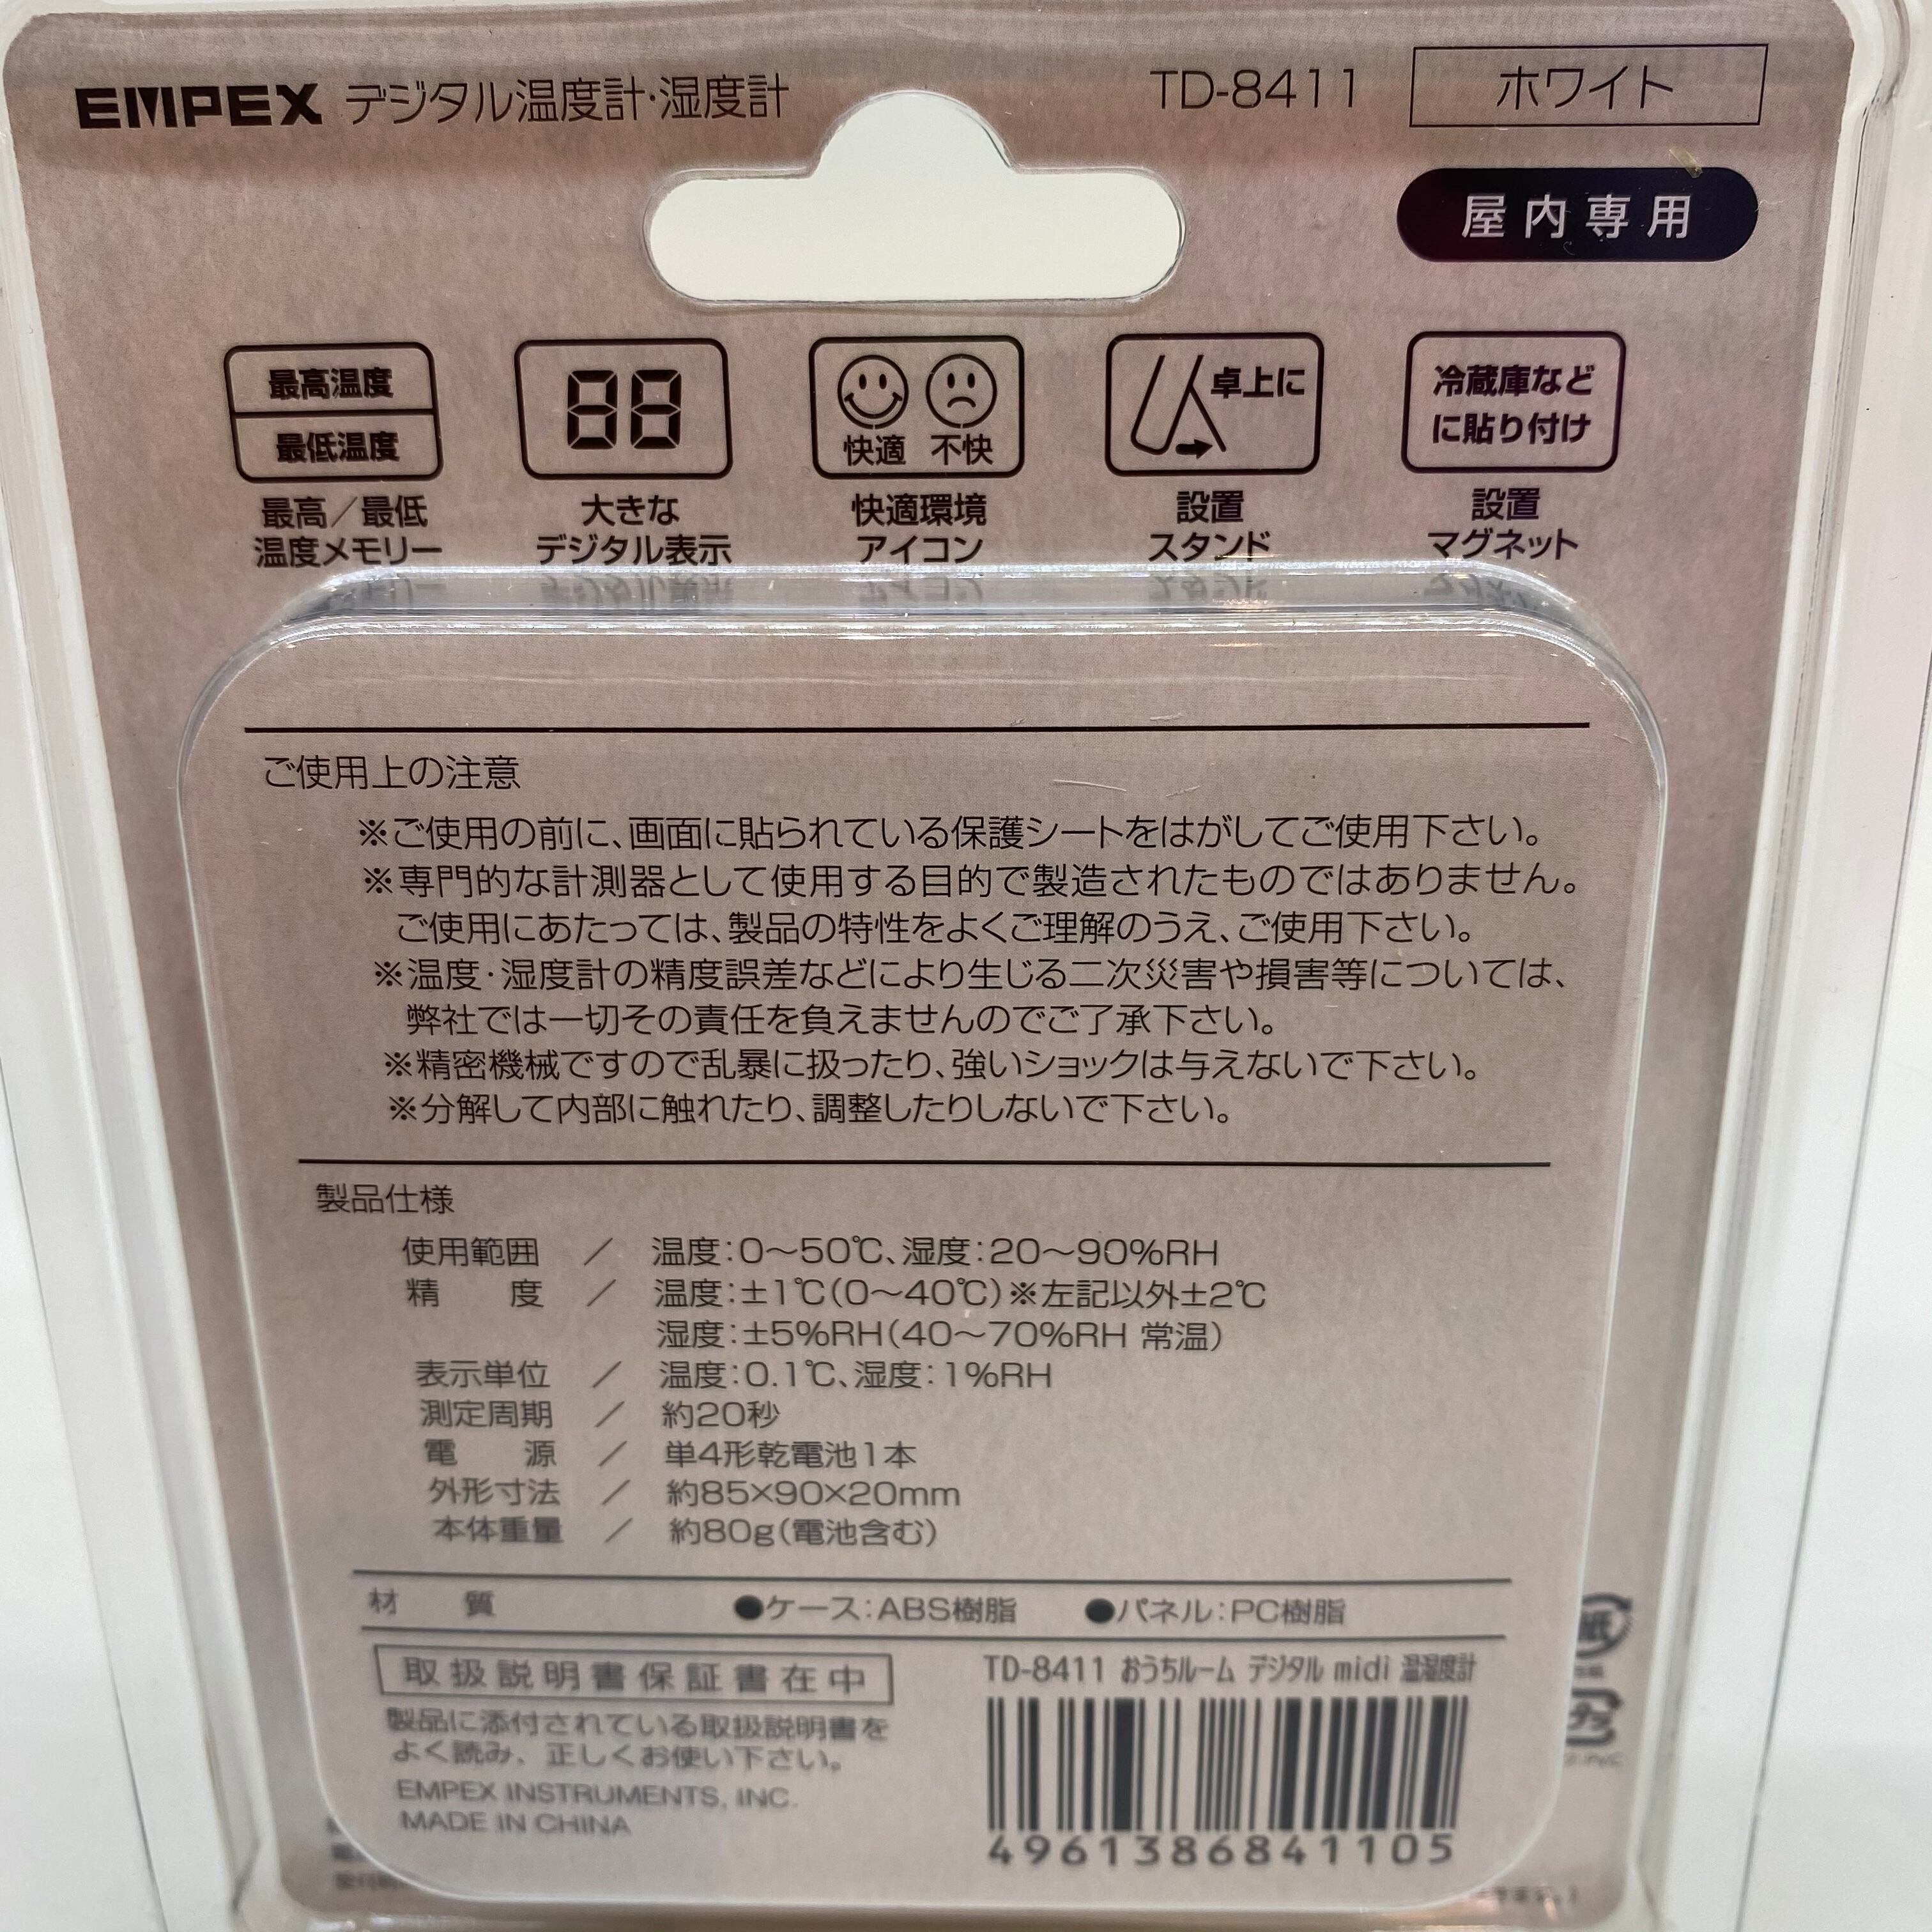 EMPEX デジタル温度計・湿度計
TD-8411 ホワイト
屋内専用
最高温度
最低温度
最高／最低
温度メモリー
88
大きな
デジタル表示
快適 不快
快適環境
アイコン
卓上に
設置
スタンド
冷蔵庫など
に貼り付け
設置
マグネット
ご使用上の注意
※ご使用の前に、画面に貼られている保護シートをはがしてご使用下さい。
※専門的な計測器として使用する目的で製造されたものではありません。
ご使用にあたっては、製品の特性をよくご理解のうえ、ご使用下さい。
※温度・湿度計の精度誤差などにより生じる二次災害や損害等については、
弊社では一切その責任を負えませんのでご了承下さい。
※精密機械ですので乱暴に扱ったり、強いショックは与えないで下さい。
※分解して内部に触れたり、調整したりしないで下さい。
製品仕様
使用範囲 ／ 温度：0〜50℃、湿度：20〜90%RH
精度 ／ 温度：±1℃（0〜40℃）※左記以外±2℃
湿度：±5%RH（40〜70%RH 常温）
表示単位 ／ 温度：0.1℃、湿度：1%RH
測定周期 ／ 約20秒
電源 ／ 単4形乾電池1本
外形寸法 ／ 約85×90×20mm
本体重量 ／ 約80g（電池含む）
材質 ●ケース：ABS樹脂 ●パネル：PC樹脂
取扱説明書保証書在中
製品に添付されている取扱説明書を
よく読み、正しくお使い下さい。
EMPEX INSTRUMENTS, INC.
MADE IN CHINA
TD-8411 おうちルーム デジタル midi 温湿度計
4961386841105
紙